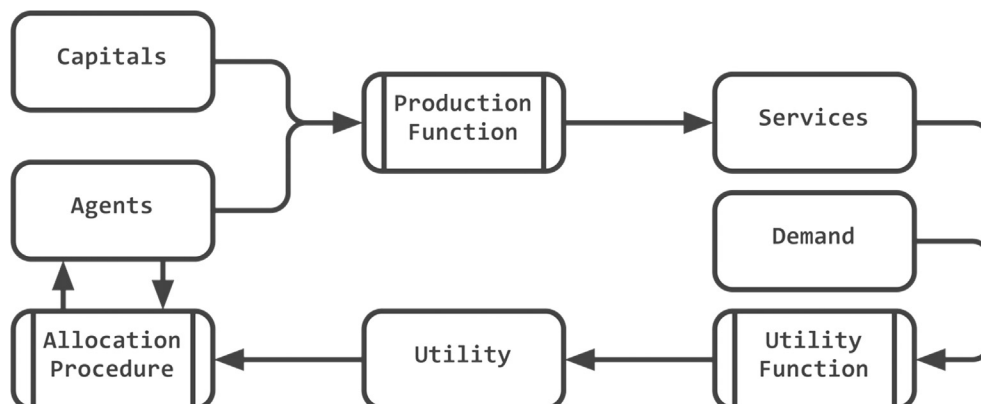 Capitals
Production
Function
Services
Agents
Demand
Allocation
Procedure
Utility
Utility
Function